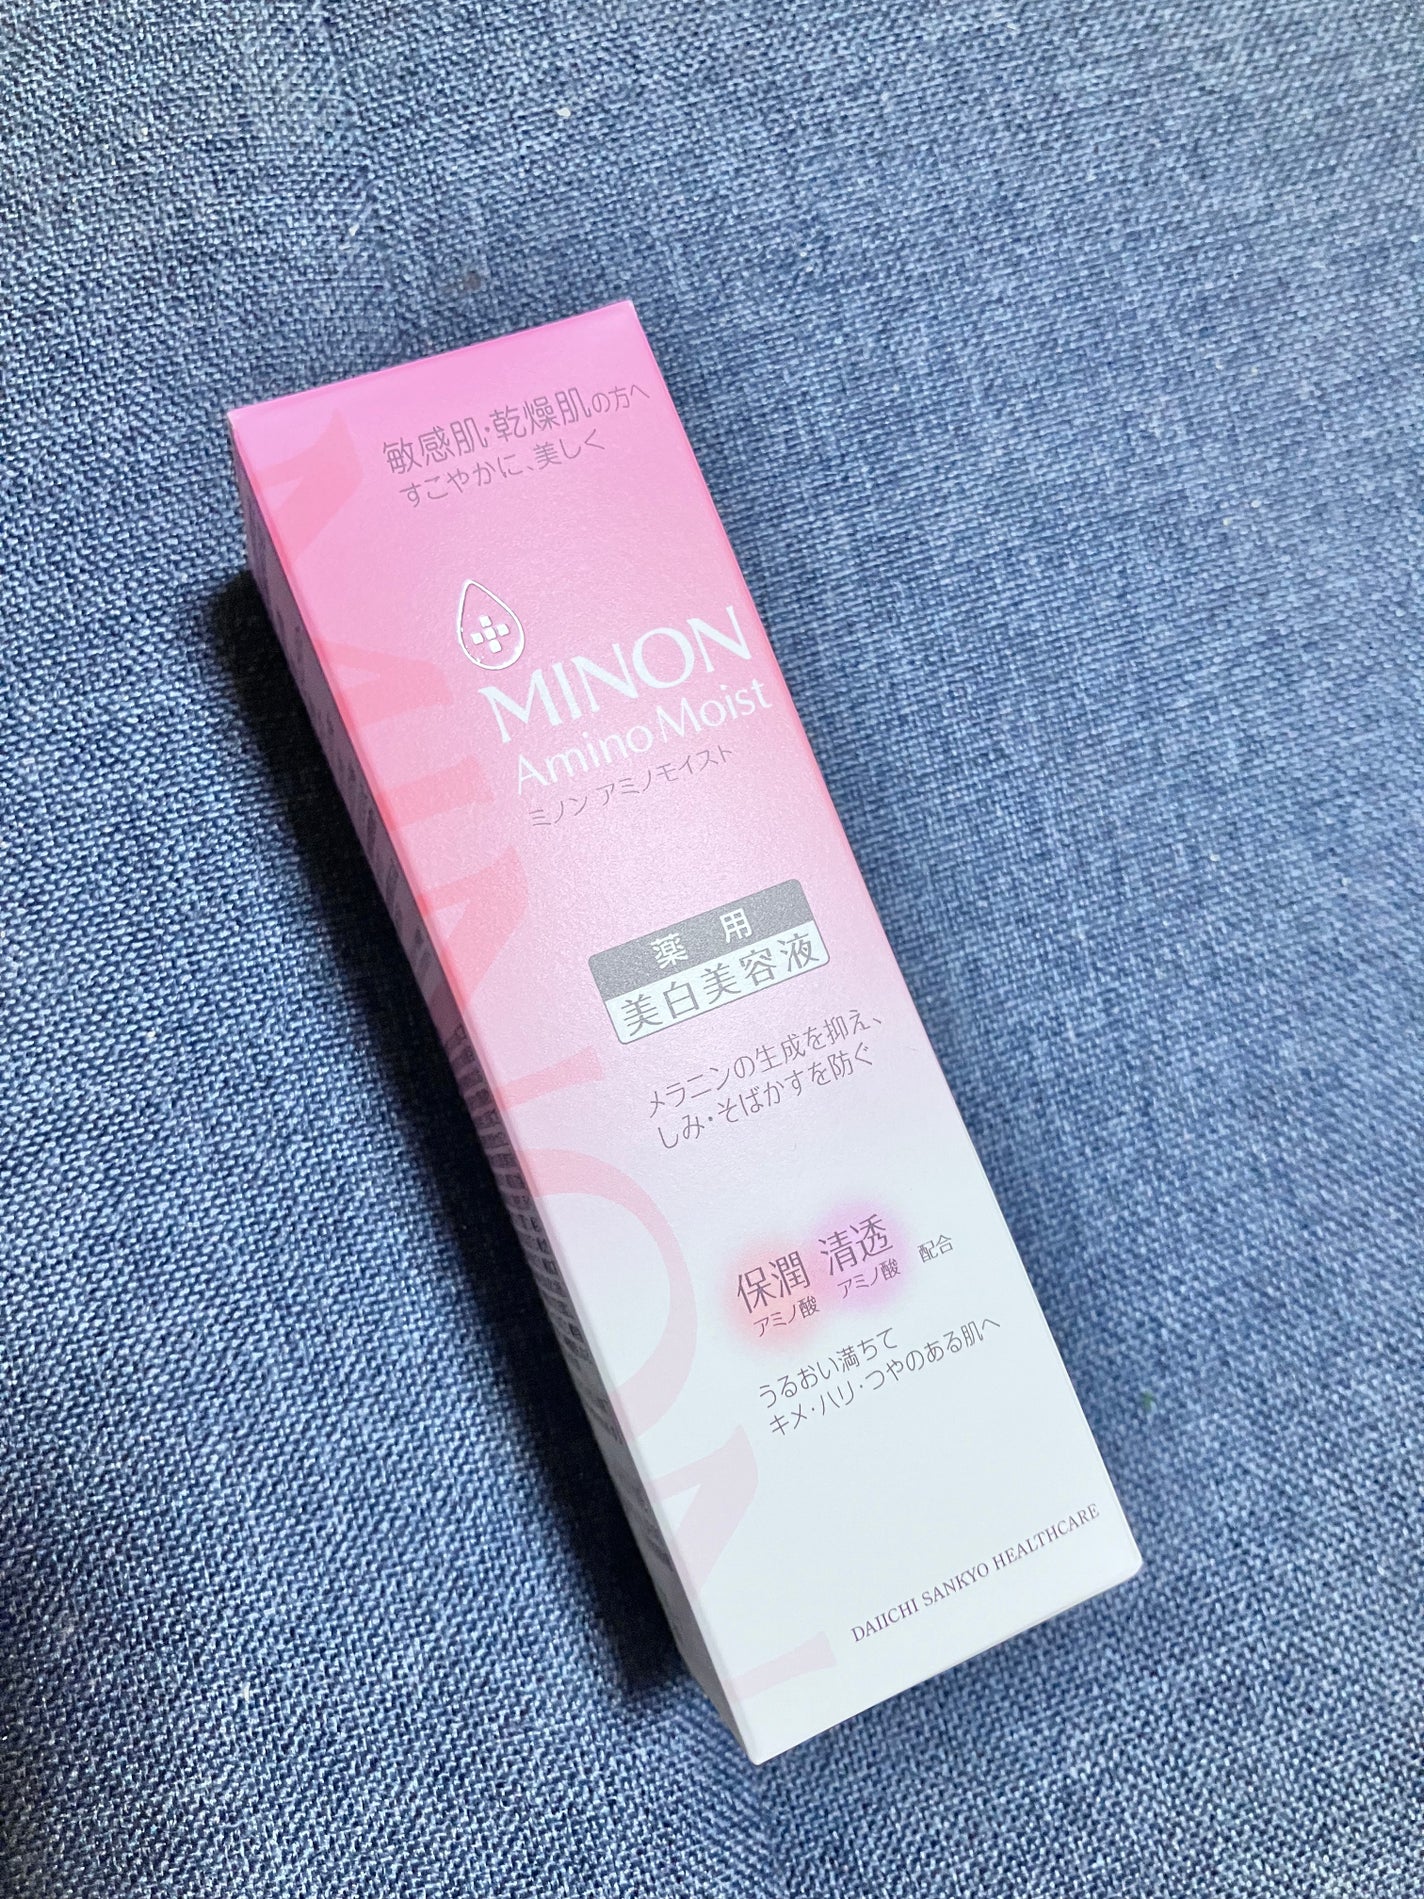 敏感肌・乾燥肌の方へ
すこやかに、美しく
MINON
Amino Moist
ミノン アミノモイスト
薬用
美白美容液
メラニンの生成を抑え、
しみ・そばかすを防ぐ
保潤 清透 配合
アミノ酸 アミノ酸
うるおい満ちて
キメ・ハリ・つやのある肌へ
DAIICHI SANKYO HEALTHCARE